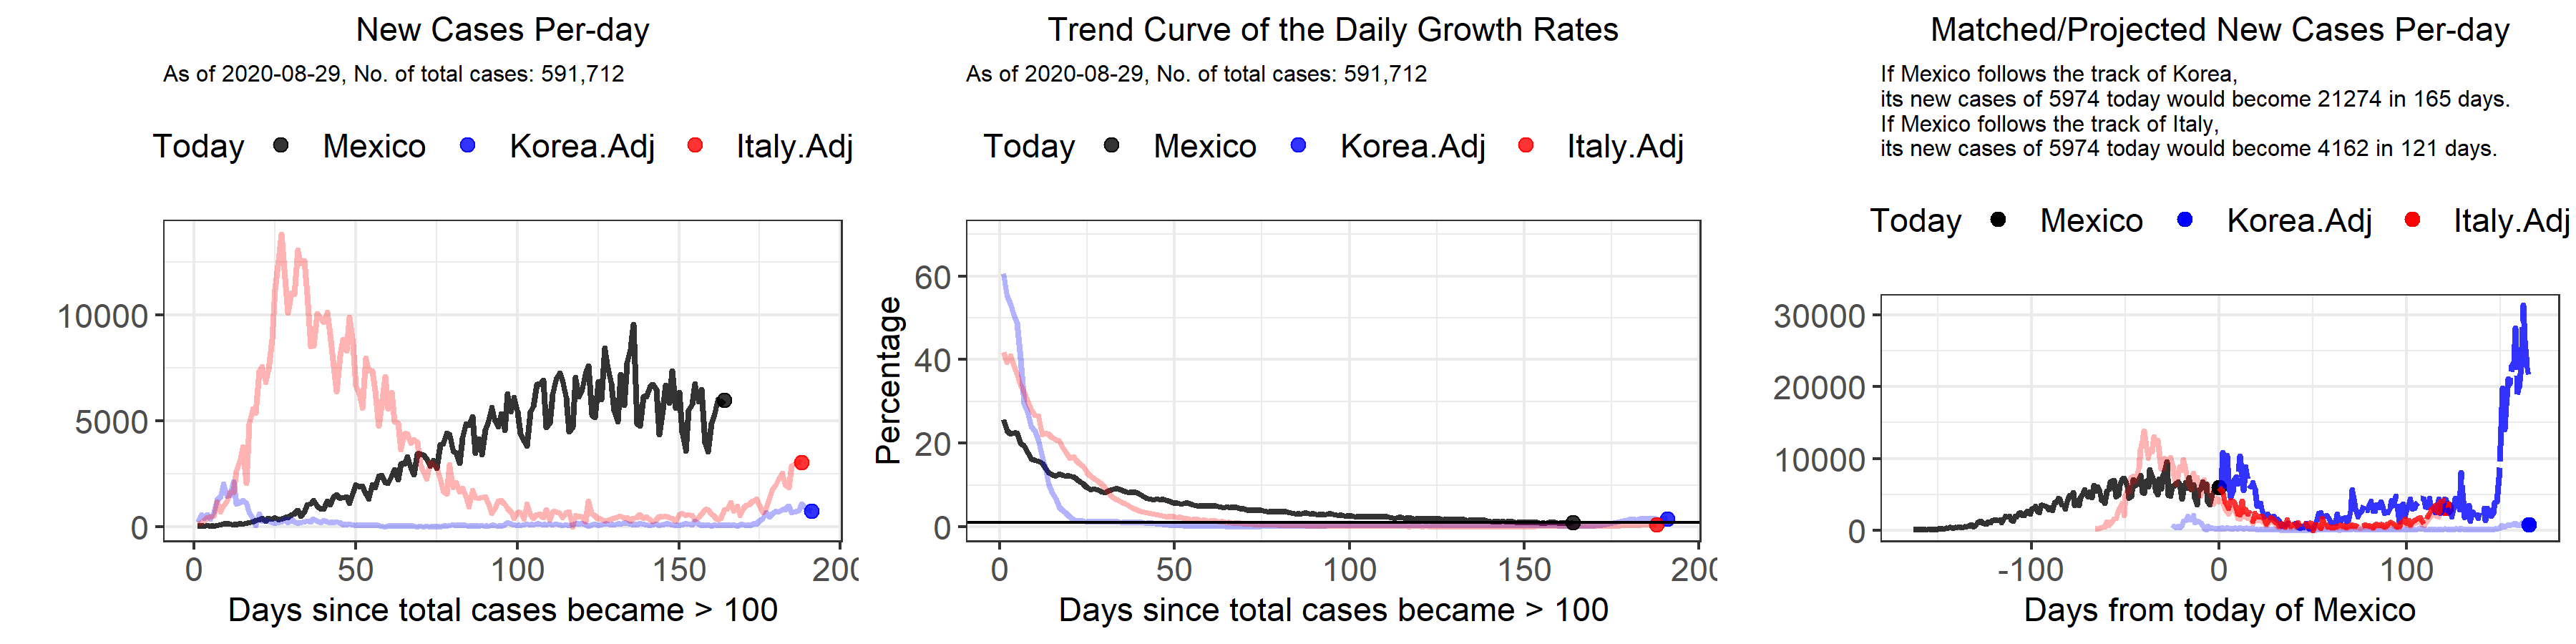 New Cases Per-day
As of 2020-08-29, No. of total cases: 591,712
Today Mexico Korea.Adj Italy.Adj
10000
5000
0
0 50 100 150 200
Days since total cases became > 100
Trend Curve of the Daily Growth Rates
As of 2020-08-29, No. of total cases: 591,712
Today Mexico Korea.Adj Italy.Adj
Percentage
60
40
20
0
0 50 100 150 200
Days since total cases became > 100
Matched/Projected New Cases Per-day
If Mexico follows the track of Korea,
its new cases of 5974 today would become 21274 in 165 days.
If Mexico follows the track of Italy,
its new cases of 5974 today would become 4162 in 121 days.
Today Mexico Korea.Adj Italy.Adj
30000
20000
10000
0
-100 0 100
Days from today of Mexico